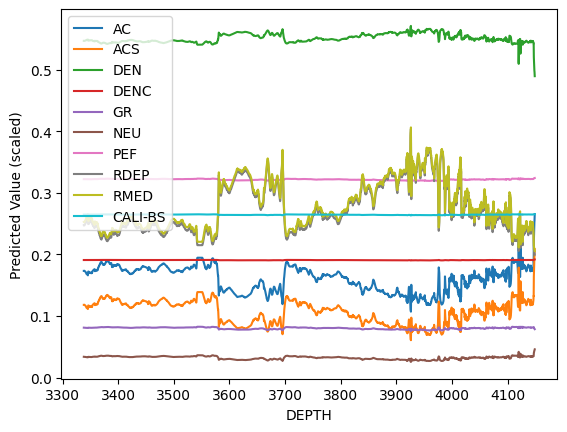 Predicted Value (scaled)
0.5
0.4
0.3
0.2
0.1
0.0
AC
ACS
DEN
DENC
GR
NEU
PEF
RDEP
RMED
CALI-BS
3300 3400 3500 3600 3700 3800 3900 4000 4100
DEPTH